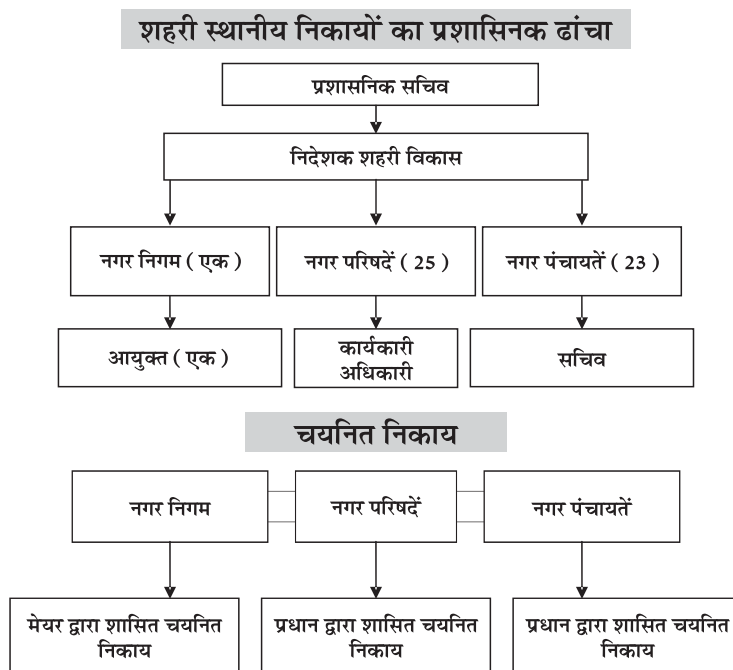 शहरी स्थानीय निकायों का प्रशासिनक ढांचा
प्रशासनिक सचिव
निदेशक शहरी विकास
नगर निगम ( एक )
नगर परिषदें ( 25 )
नगर पंचायतें ( 23 )
आयुक्त ( एक )
कार्यकारी
अधिकारी
सचिव
चयनित निकाय
नगर निगम
नगर परिषदें
नगर पंचायतें
मेयर द्वारा शासित चयनित
निकाय
प्रधान द्वारा शासित चयनित
निकाय
प्रधान द्वारा शासित चयनित
निकाय